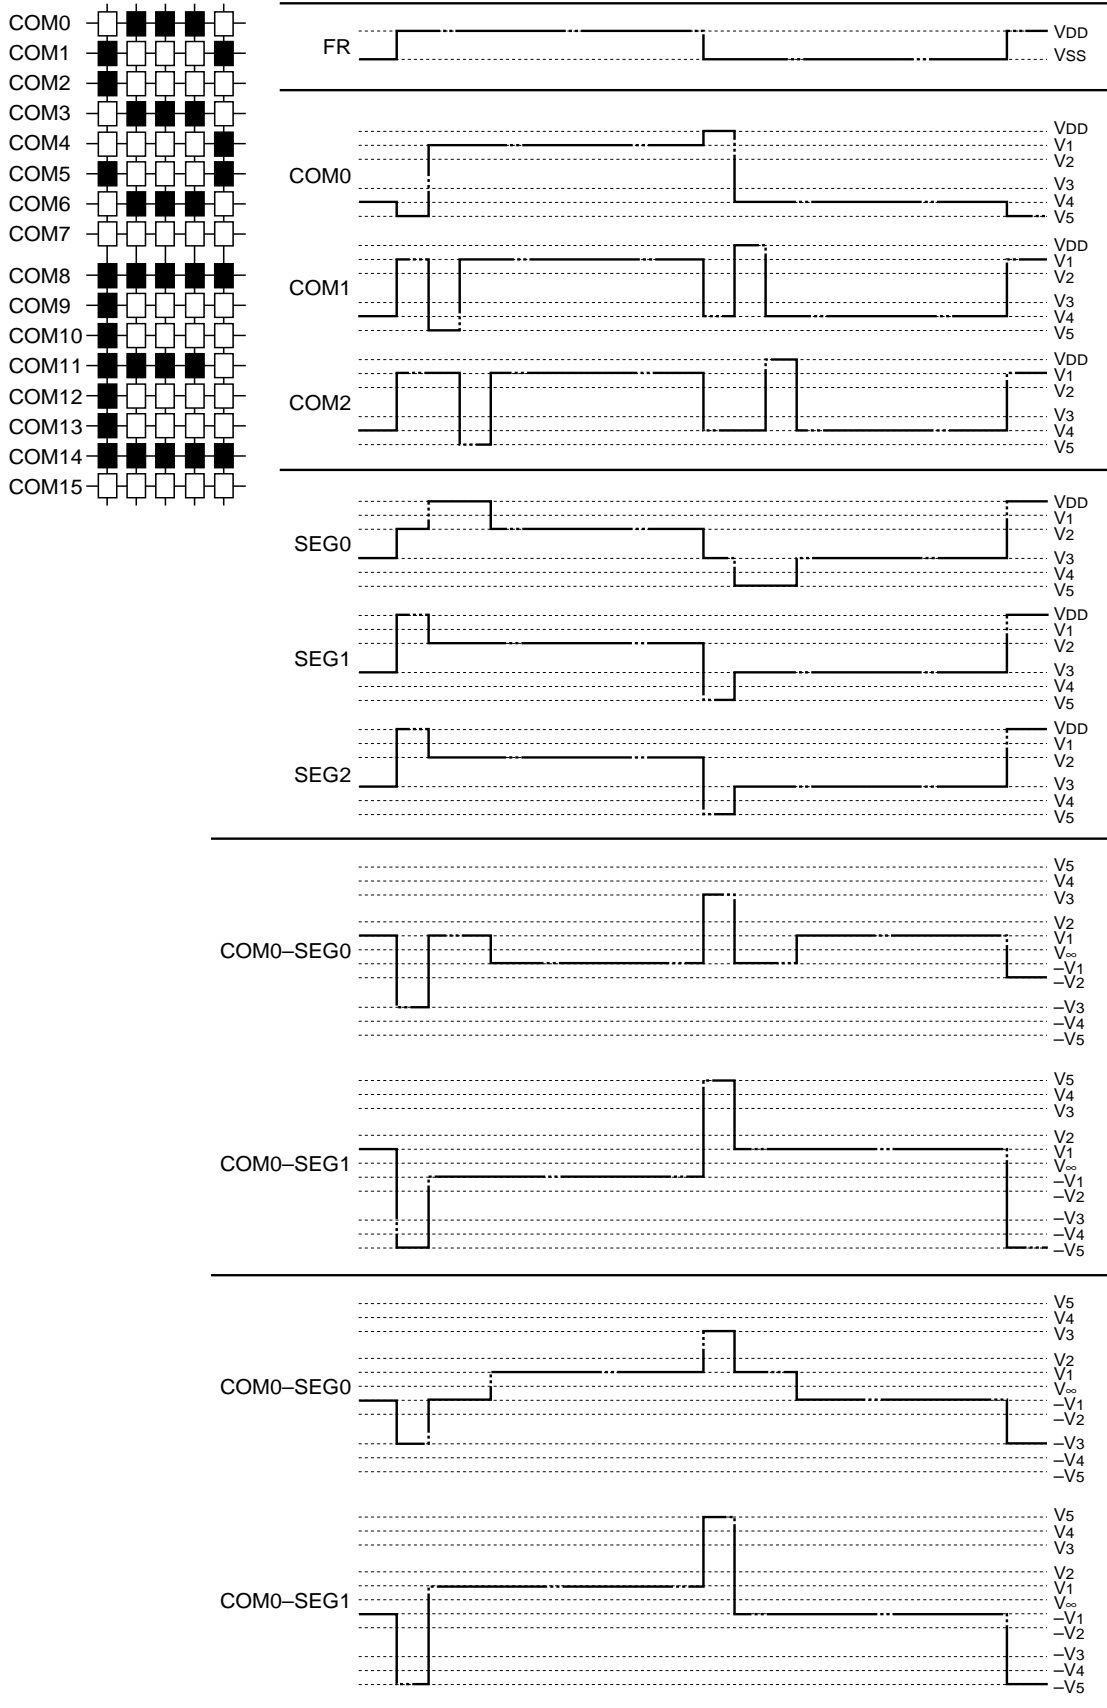 COM0
COM1
COM2
COM3
COM4
COM5
COM6
COM7
COM8
COM9
COM10
COM11
COM12
COM13
COM14
COM15
FR
VDD
VSS
COM0
VDD
V1
V2
V3
V4
V5
COM1
VDD
V1
V2
V3
V4
V5
COM2
VDD
V1
V2
V3
V4
V5
SEG0
VDD
V1
V2
V3
V4
V5
SEG1
VDD
V1
V2
V3
V4
V5
SEG2
VDD
V1
V2
V3
V4
V5
COM0–SEG0
V5
V4
V3
V2
V1
V∞
–V1
–V2
–V3
–V4
–V5
COM0–SEG1
V5
V4
V3
V2
V1
V∞
–V1
–V2
–V3
–V4
–V5
COM0–SEG0
V5
V4
V3
V2
V1
V∞
–V1
–V2
–V3
–V4
–V5
COM0–SEG1
V5
V4
V3
V2
V1
V∞
–V1
–V2
–V3
–V4
–V5